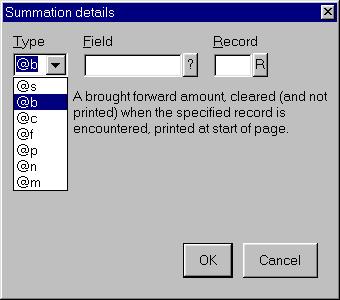 Summation details
Type Field Record
@b ? R
@s
@b
@c
@f
@p
@n
@m
A brought forward amount, cleared (and not
printed) when the specified record is
encountered, printed at start of page.
OK Cancel